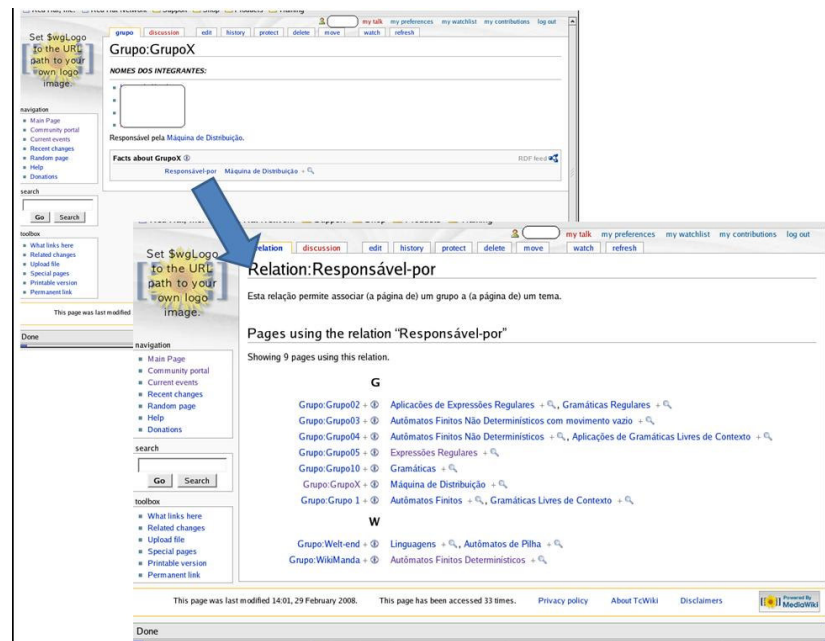 my talk my preferences my watchlist my contributions log out
grupo discussion edit history protect delete move watch refresh
Set $wgLogo
to the URL
path to your
own logo
image.
Grupo:GrupoX
NOMES DOS INTEGRANTES:
Responsável pela Máquina de Distribuição.
Facts about GrupoX RDF feed
Responsável-por Máquina de Distribuição +
navigation
Main Page
Community portal
Current events
Recent changes
Random page
Help
Donations
search
Go Search
toolbox
What links here
Related changes
Upload file
Special pages
Printable version
Permanent link
This page was last modified
Done
my talk my preferences my watchlist my contributions log out
relation discussion edit history protect delete move watch refresh
Set $wgLogo
to the URL
path to your
own logo
image.
Relation:Responsável-por
Esta relação permite associar (a página de) um grupo a (a página de) um tema.
Pages using the relation “Responsável-por”
Showing 9 pages using this relation.
G
Grupo:Grupo02 + Aplicacões de Expressões Regulares + , Gramáticas Regulares +
Grupo:Grupo03 + Autômatos Finitos Não Determinísticos com movimento vazio +
Grupo:Grupo04 + Autômatos Finitos Não Determinísticos + , Aplicações de Gramáticas Livres de Contexto +
Grupo:Grupo05 + Expressões Regulares +
Grupo:Grupo10 + Gramáticas +
Grupo:GrupoX + Máquina de Distribuição +
Grupo:Grupo 1 + Autômatos Finitos + , Gramáticas Livres de Contexto +
W
Grupo:Welt-end + Linguagens + , Autômatos de Pilha +
Grupo:WikiManda + Autômatos Finitos Determinísticos +
navigation
Main Page
Community portal
Current events
Recent changes
Random page
Help
Donations
search
Go Search
toolbox
What links here
Related changes
Upload file
Special pages
Printable version
Permanent link
This page was last modified 14:01, 29 February 2008. This page has been accessed 33 times. Privacy policy About TcWiki Disclaimers Powered By MediaWiki
Done